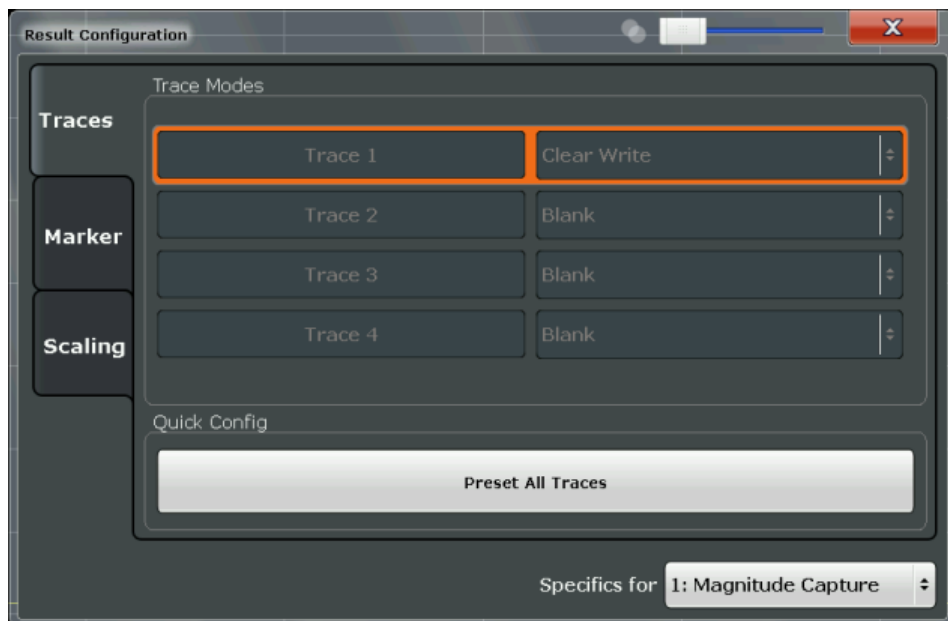 Result Configuration
X
Traces
Trace Modes
Trace 1 Clear Write
Marker
Trace 2 Blank
Trace 3 Blank
Scaling
Trace 4 Blank
Quick Config
Preset All Traces
Specifics for 1: Magnitude Capture